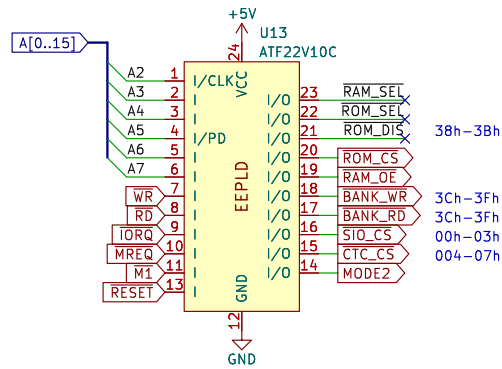 +5V
U13
ATF22V10C
A[0..15]
24
VCC
A2 1 I/CLK
A3 2 I
A4 3 I
A5 4 I/PD
A6 5 I
A7 6 I
WR 7 I
RD 8 I
IORQ 9 I
MREQ 10 I
M1 11 I
RESET 13 I
EEPLD
I/O 23 RAM_SEL
I/O 22 ROM_SEL
I/O 21 ROM_DIS 38h-3Bh
I/O 20 ROM_CS
I/O 19 RAM_OE
I/O 18 BANK_WR 3Ch-3Fh
I/O 17 BANK_RD 3Ch-3Fh
I/O 16 SIO_CS 00h-03h
I/O 15 CTC_CS 004-07h
I/O 14 MODE2
GND
12
GND